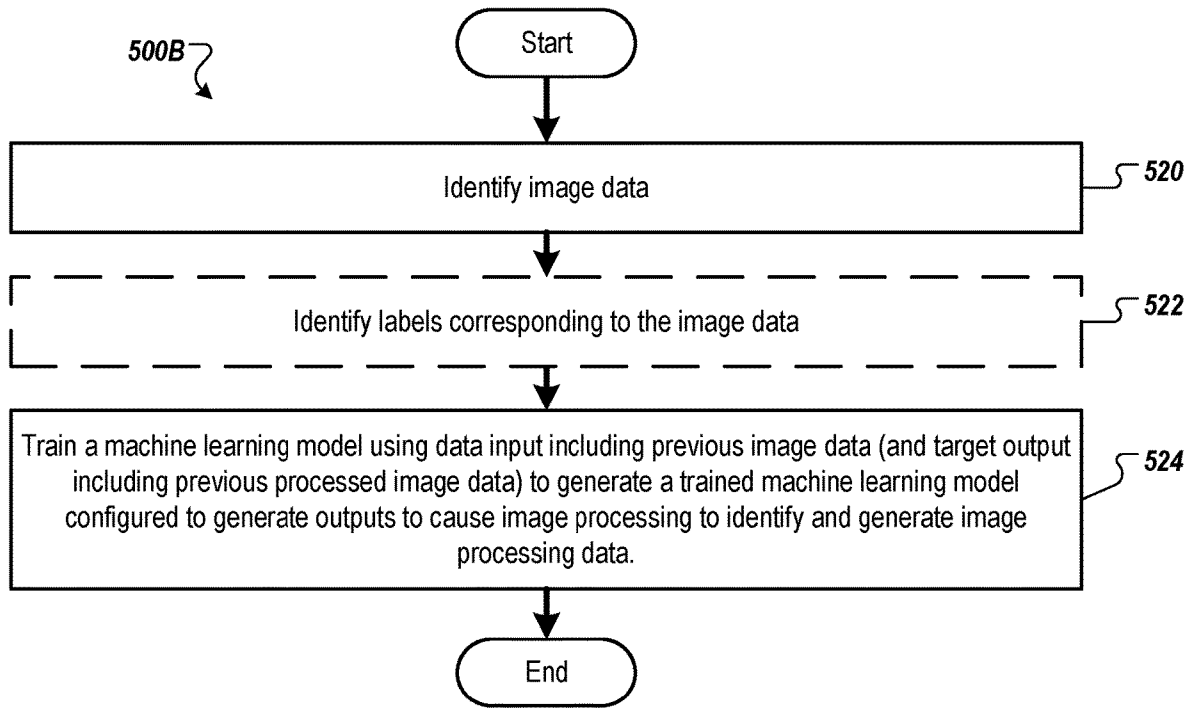 Start
500B
Identify image data
520
Identify labels corresponding to the image data
522
Train a machine learning model using data input including previous image data (and target output
including previous processed image data) to generate a trained machine learning model
configured to generate outputs to cause image processing to identify and generate image
processing data.
524
End